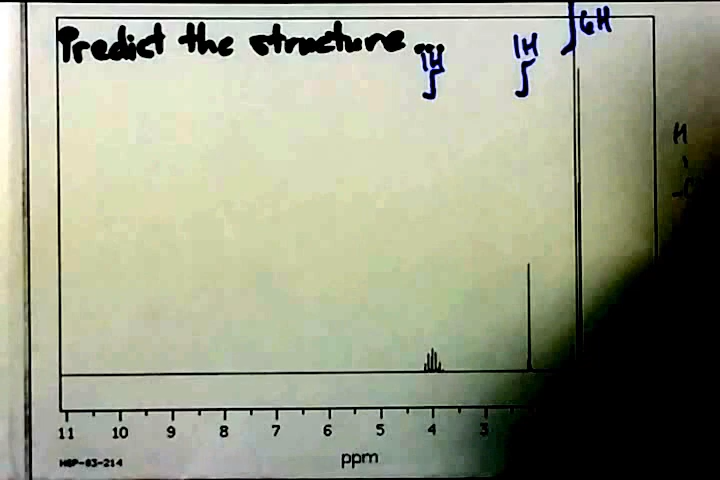 Predict the structure...
6H
1H
1H
H
11 10 9 8 7 6 5 4 3
ppm
HSP-03-214